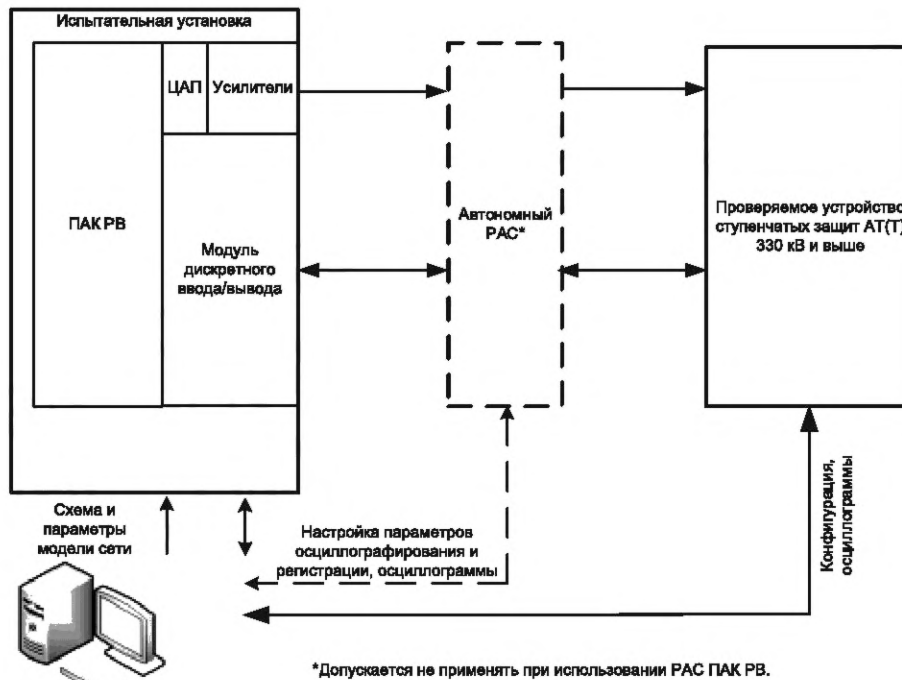 Испытательная установка
ПАК РВ
ЦАП
Усилители
Модуль
дискретного
ввода/вывода
Автономный
РАС*
Проверяемое устройство
ступенчатых защит АТ(Т)
330 кВ и выше
Схема и
параметры
модели сети
Настройка параметров
осциллографирования и
регистрации, осциллограммы
Конфигурация,
осциллограммы
*Допускается не применять при использовании РАС ПАК РВ.